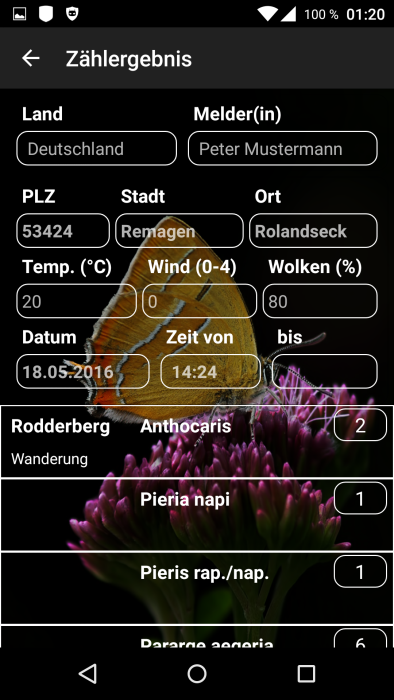 100 % 01:20
Zählergebnis
Land Melder(in)
Deutschland Peter Mustermann
PLZ Stadt Ort
53424 Remagen Rolandseck
Temp. (°C) Wind (0-4) Wolken (%)
20 0 80
Datum Zeit von bis
18.05.2016 14:24
Rodderberg Anthocaris 2
Wanderung
Pieria napi 1
Pieris rap./nap. 1
Pararge aegeria 6